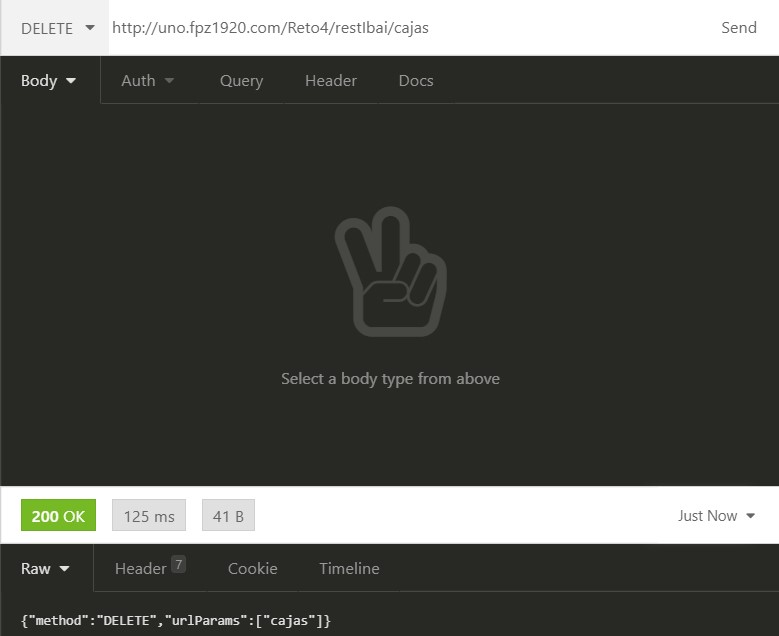 DELETE http://uno.fpz1920.com/Reto4/restIbai/cajas Send
Body Auth Query Header Docs
Select a body type from above
200 OK 125 ms 41 B Just Now
Raw Header 7 Cookie Timeline
{"method":"DELETE","urlParams":["cajas"]}